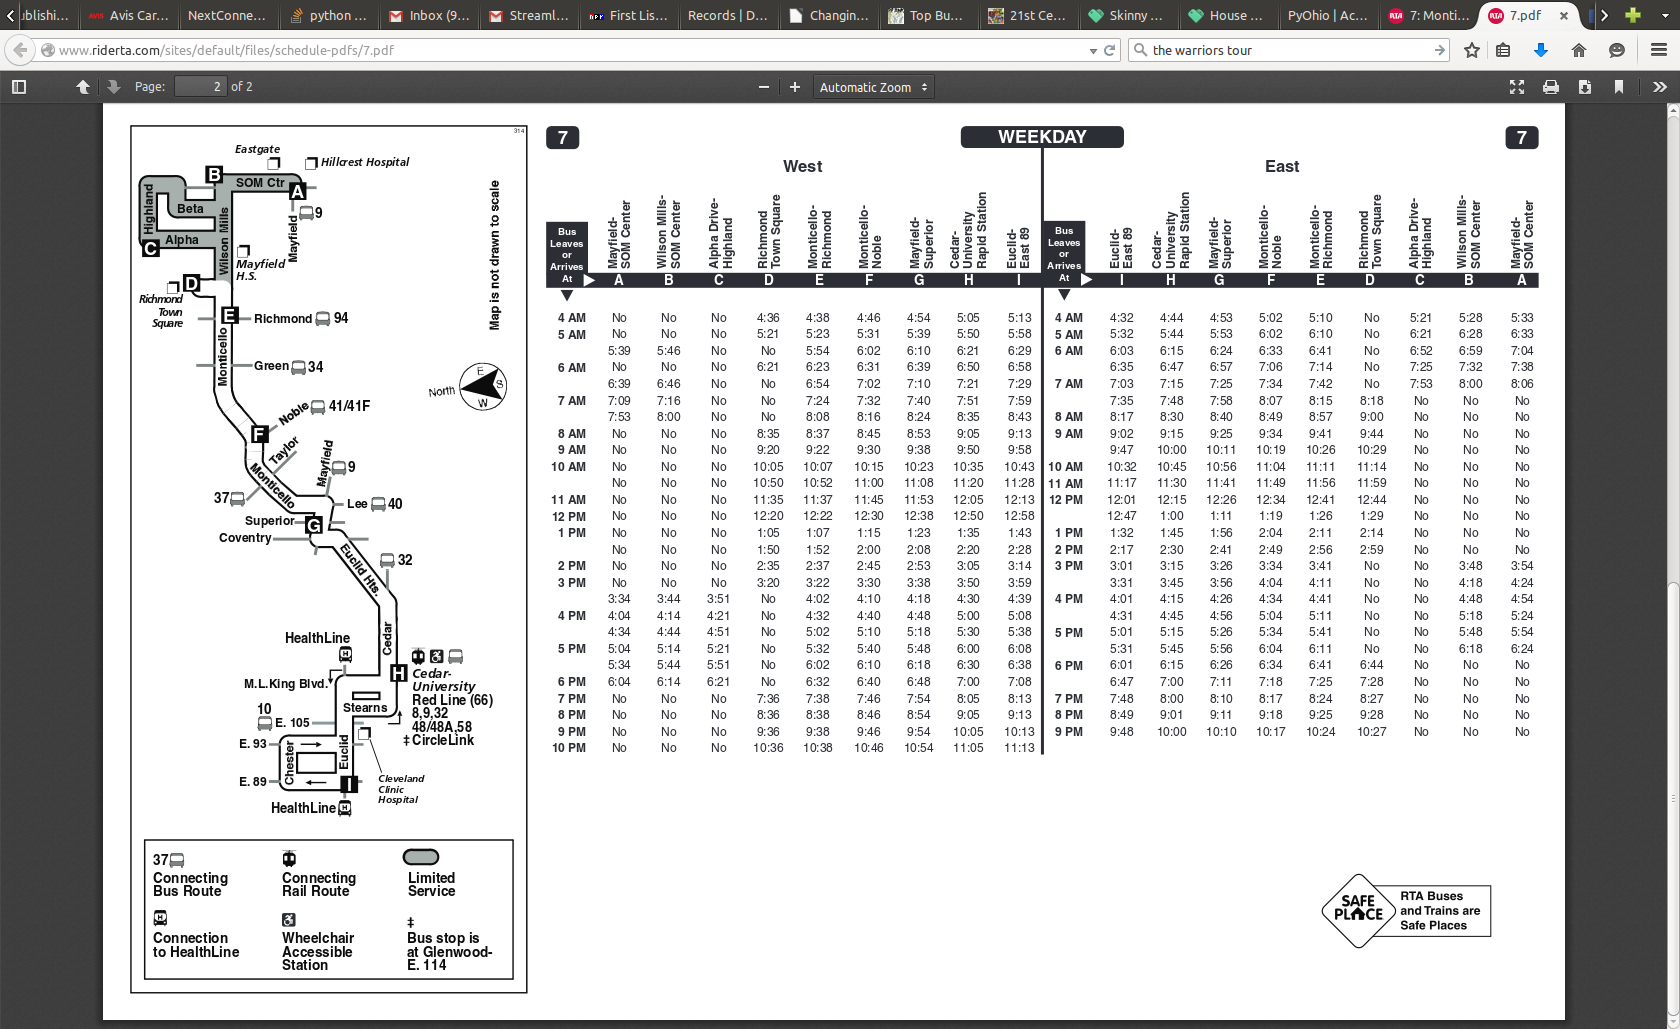 ublishi...
Avis Car...
NextConne...
python ...
Inbox (9...
Streaml...
First Lis...
Records | D...
Changin...
Top Bu...
21st Ce...
Skinny ...
House ...
PyOhio | Ac...
7: Monti...
7.pdf
www.riderta.com/sites/default/files/schedule-pdfs/7.pdf
the warriors tour
Page: 2 of 2
Automatic Zoom
314
Eastgate
Hillcrest Hospital
B
SOM Ctr
A
9
Mayfield
Highland
Beta
Wilson Mills
Alpha
C
Mayfield
H.S.
D
Richmond
Town
Square
E
Richmond 94
Map is not drawn to scale
Monticello
Green 34
North
E
S
W
Noble 41/41F
F
Taylor
Mayfield
9
Monticello
37
Lee 40
Superior
G
Coventry
Euclid Hts.
32
Cedar
HealthLine
H
H
Cedar-
University
Red Line (66)
8,9,32
48/48A,58
‡CircleLink
M.L.King Blvd.
Stearns
10
E. 105
E. 93
Chester
Euclid
E. 89
I
Cleveland
Clinic
Hospital
HealthLine
H
37
Connecting
Bus Route
Connecting
Rail Route
Limited
Service
H
Connection
to HealthLine
Wheelchair
Accessible
Station
‡
Bus stop is
at Glenwood-
E. 114
7 WEEKDAY 7
West
Bus
Leaves
or
Arrives
At
Mayfield-
SOM Center
Wilson Mills-
SOM Center
Alpha Drive-
Highland
Richmond
Town Square
Monticello-
Richmond
Monticello-
Noble
Mayfield-
Superior
Cedar-
University
Rapid Station
Euclid-
East 89
A B C D E F G H I
4 AM No No No 4:36 4:38 4:46 4:54 5:05 5:13
5 AM No No No 5:21 5:23 5:31 5:39 5:50 5:58
5:39 5:46 No No 5:54 6:02 6:10 6:21 6:29
6 AM No No No 6:21 6:23 6:31 6:39 6:50 6:58
6:39 6:46 No No 6:54 7:02 7:10 7:21 7:29
7 AM 7:09 7:16 No No 7:24 7:32 7:40 7:51 7:59
7:53 8:00 No No 8:08 8:16 8:24 8:35 8:43
8 AM No No No 8:35 8:37 8:45 8:53 9:05 9:13
9 AM No No No 9:20 9:22 9:30 9:38 9:50 9:58
10 AM No No No 10:05 10:07 10:15 10:23 10:35 10:43
No No No 10:50 10:52 11:00 11:08 11:20 11:28
11 AM No No No 11:35 11:37 11:45 11:53 12:05 12:13
12 PM No No No 12:20 12:22 12:30 12:38 12:50 12:58
1 PM No No No 1:05 1:07 1:15 1:23 1:35 1:43
No No No 1:50 1:52 2:00 2:08 2:20 2:28
2 PM No No No 2:35 2:37 2:45 2:53 3:05 3:14
3 PM No No No 3:20 3:22 3:30 3:38 3:50 3:59
3:34 3:44 3:51 No 4:02 4:10 4:18 4:30 4:39
4 PM 4:04 4:14 4:21 No 4:32 4:40 4:48 5:00 5:08
4:34 4:44 4:51 No 5:02 5:10 5:18 5:30 5:38
5 PM 5:04 5:14 5:21 No 5:32 5:40 5:48 6:00 6:08
5:34 5:44 5:51 No 6:02 6:10 6:18 6:30 6:38
6 PM 6:04 6:14 6:21 No 6:32 6:40 6:48 7:00 7:08
7 PM No No No 7:36 7:38 7:46 7:54 8:05 8:13
8 PM No No No 8:36 8:38 8:46 8:54 9:05 9:13
9 PM No No No 9:36 9:38 9:46 9:54 10:05 10:13
10 PM No No No 10:36 10:38 10:46 10:54 11:05 11:13
East
Bus
Leaves
or
Arrives
At
Euclid-
East 89
Cedar-
University
Rapid Station
Mayfield-
Superior
Monticello-
Noble
Monticello-
Richmond
Richmond
Town Square
Alpha Drive-
Highland
Wilson Mills-
SOM Center
Mayfield-
SOM Center
I H G F E D C B A
4 AM 4:32 4:44 4:53 5:02 5:10 No 5:21 5:28 5:33
5 AM 5:32 5:44 5:53 6:02 6:10 No 6:21 6:28 6:33
6 AM 6:03 6:15 6:24 6:33 6:41 No 6:52 6:59 7:04
6:35 6:47 6:57 7:06 7:14 No 7:25 7:32 7:38
7 AM 7:03 7:15 7:25 7:34 7:42 No 7:53 8:00 8:06
7:35 7:48 7:58 8:07 8:15 8:18 No No No
8 AM 8:17 8:30 8:40 8:49 8:57 9:00 No No No
9 AM 9:02 9:15 9:25 9:34 9:41 9:44 No No No
9:47 10:00 10:11 10:19 10:26 10:29 No No No
10 AM 10:32 10:45 10:56 11:04 11:11 11:14 No No No
11 AM 11:17 11:30 11:41 11:49 11:56 11:59 No No No
12 PM 12:01 12:15 12:26 12:34 12:41 12:44 No No No
12:47 1:00 1:11 1:19 1:26 1:29 No No No
1 PM 1:32 1:45 1:56 2:04 2:11 2:14 No No No
2 PM 2:17 2:30 2:41 2:49 2:56 2:59 No No No
3 PM 3:01 3:15 3:26 3:34 3:41 No No 3:48 3:54
3:31 3:45 3:56 4:04 4:11 No No 4:18 4:24
4 PM 4:01 4:15 4:26 4:34 4:41 No No 4:48 4:54
4:31 4:45 4:56 5:04 5:11 No No 5:18 5:24
5 PM 5:01 5:15 5:26 5:34 5:41 No No 5:48 5:54
5:31 5:45 5:56 6:04 6:11 No No 6:18 6:24
6 PM 6:01 6:15 6:26 6:34 6:41 6:44 No No No
6:47 7:00 7:11 7:18 7:25 7:28 No No No
7 PM 7:48 8:00 8:10 8:17 8:24 8:27 No No No
8 PM 8:49 9:01 9:11 9:18 9:25 9:28 No No No
9 PM 9:48 10:00 10:10 10:17 10:24 10:27 No No No
SAFE
PLACE
RTA Buses
and Trains are
Safe Places